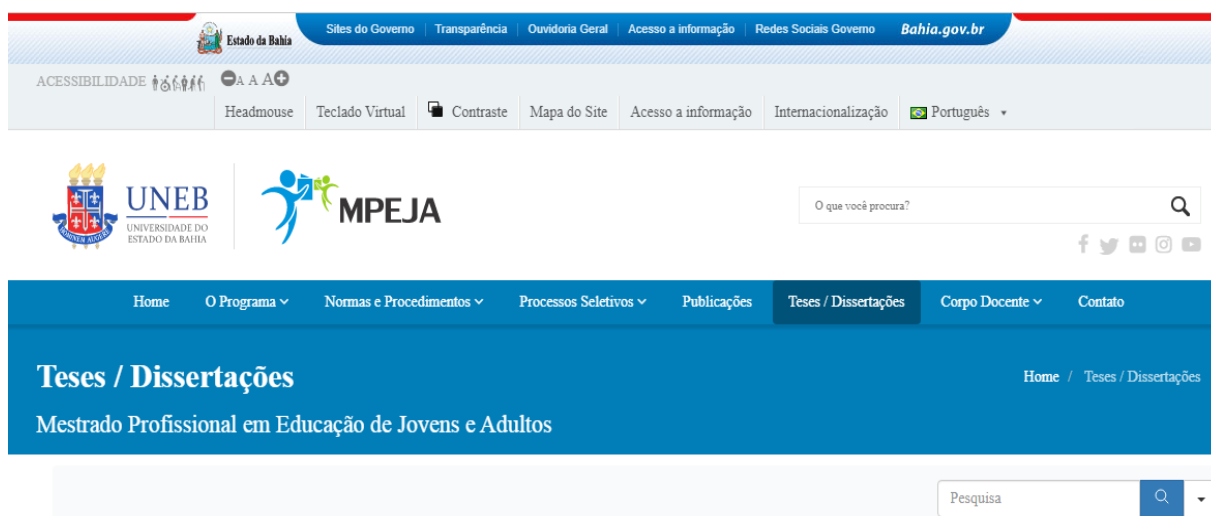 Estado da Bahia
Sites do Governo Transparência Ouvidoria Geral Acesso a informação Redes Sociais Governo Bahia.gov.br
ACESSIBILIDADE A A A
Headmouse Teclado Virtual Contraste Mapa do Site Acesso a informação Internacionalização Português
UNEB
UNIVERSIDADE DO
ESTADO DA BAHIA
MPEJA
O que você procura?
Home O Programa Normas e Procedimentos Processos Seletivos Publicações Teses / Dissertações Corpo Docente Contato
Teses / Dissertações
Home / Teses / Dissertações
Mestrado Profissional em Educação de Jovens e Adultos
Pesquisa